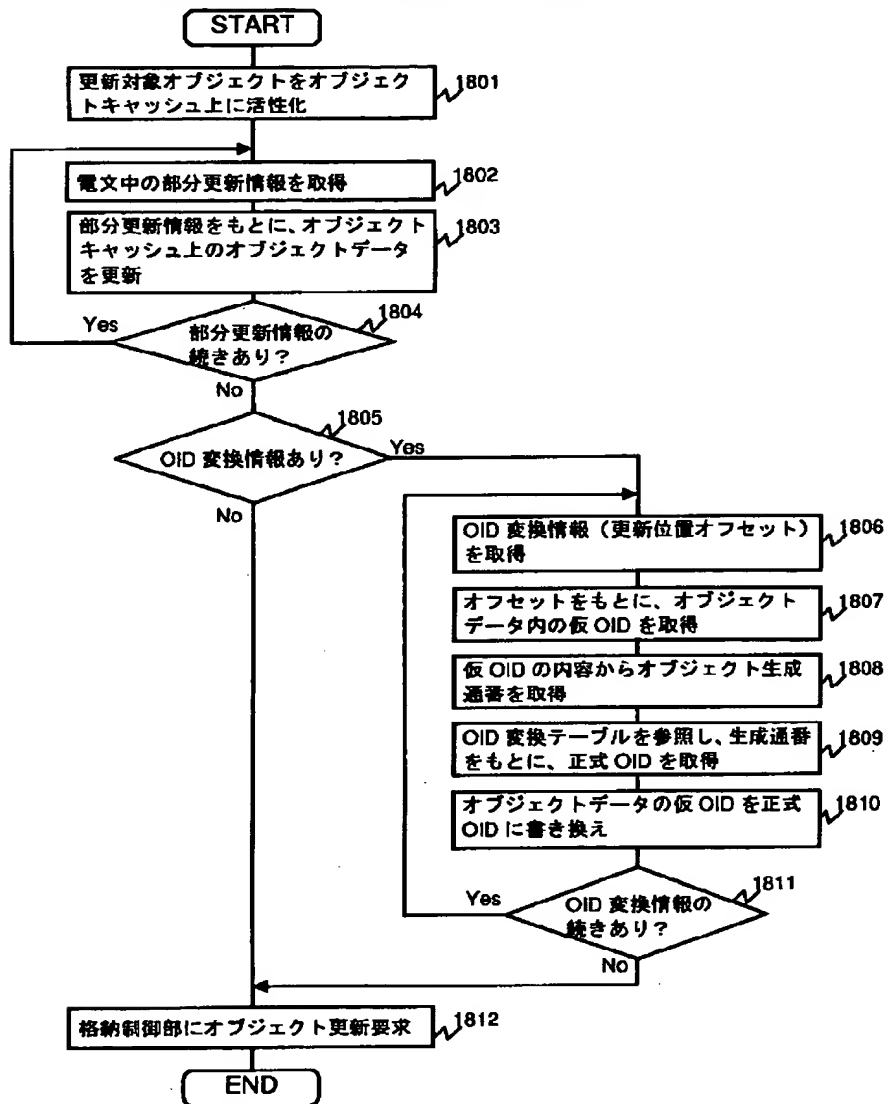 START
更新対象オブジェクトをオブジェク
トキャッシュ上に活性化
1801
電文中の部分更新情報を取得
1802
部分更新情報をもとに、オブジェクト
キャッシュ上のオブジェクトデータ
を更新
1803
部分更新情報の
続きあり？
1804
Yes
No
OID 変換情報あり？
1805
Yes
No
OID 変換情報（更新位置オフセット）
を取得
1806
オフセットをもとに、オブジェクト
データ内の仮 OID を取得
1807
仮 OID の内容からオブジェクト生成
通番を取得
1808
OID 変換テーブルを参照し、生成通番
をもとに、正式 OID を取得
1809
オブジェクトデータの仮 OID を正式
OID に書き換え
1810
OID 変換情報の
続きあり？
1811
Yes
No
格納制御部にオブジェクト更新要求
1812
END